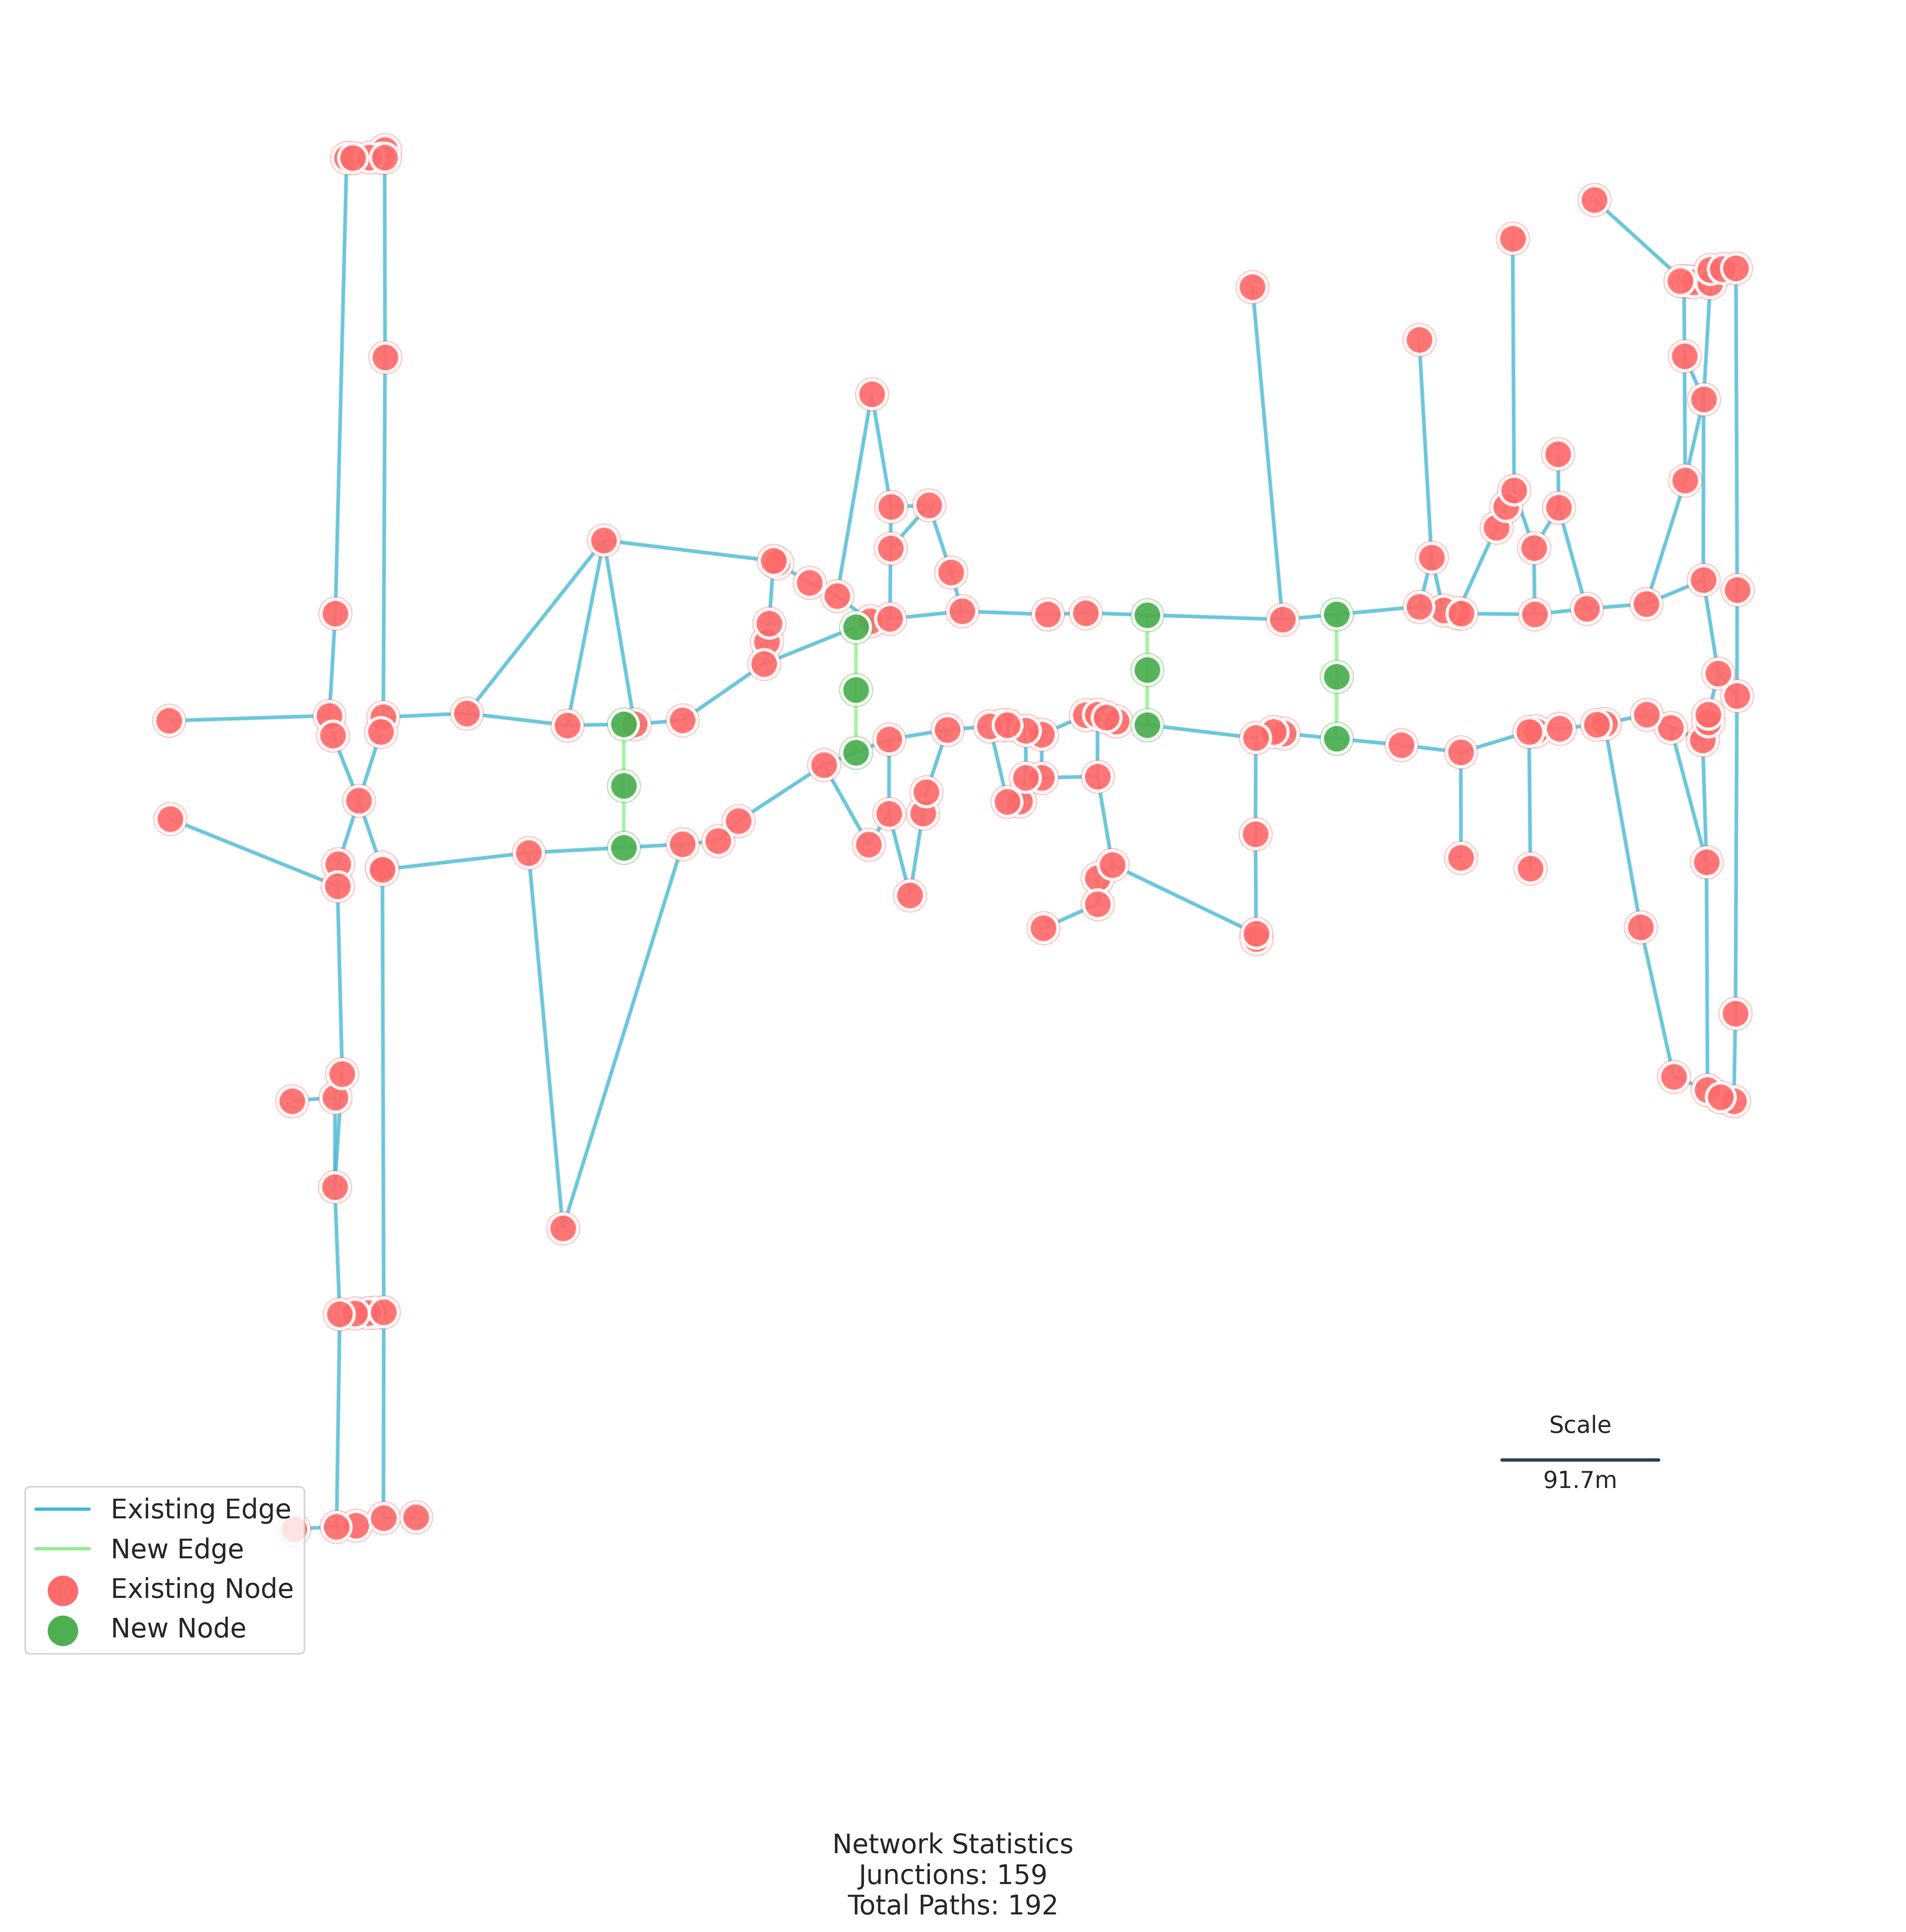 Scale
91.7m
Existing Edge
New Edge
Existing Node
New Node
Network Statistics
Junctions: 159
Total Paths: 192